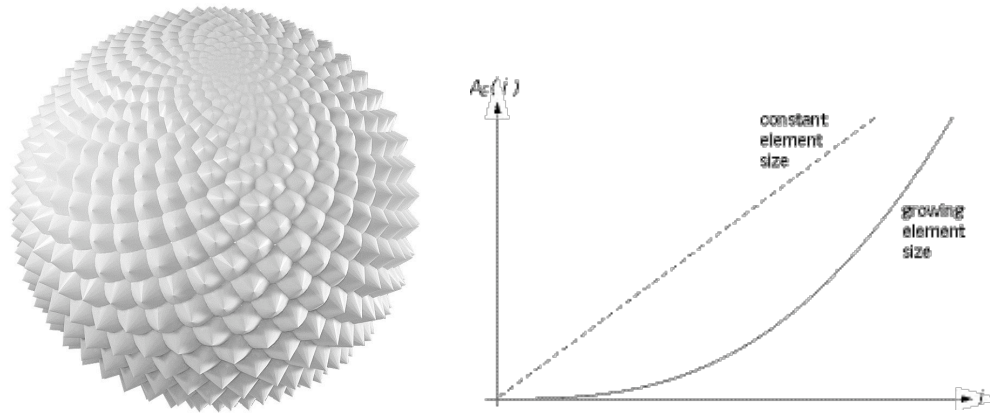 A_E(i)
constant
element
size
growing
element
size
i